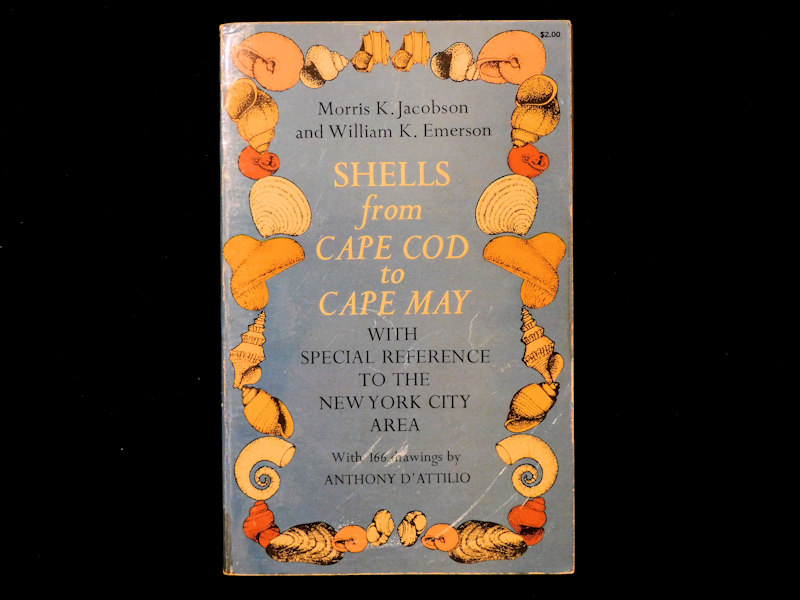 $2.00
Morris K. Jacobson
and William K. Emerson
SHELLS
from
CAPE COD
to
CAPE MAY
WITH
SPECIAL REFERENCE
TO THE
NEW YORK CITY
AREA
With 166 drawings by
ANTHONY D'ATTILIO